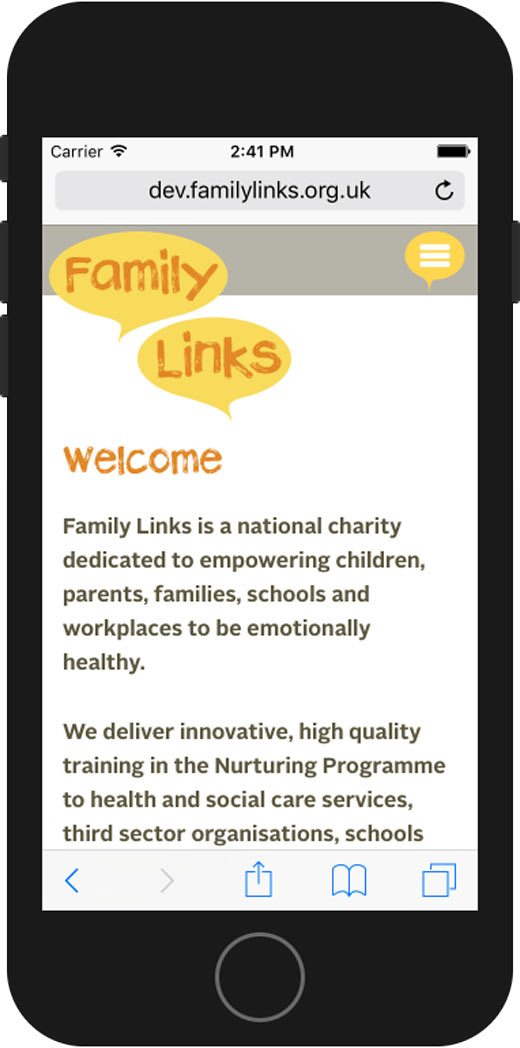 Carrier 2:41 PM
dev.familylinks.org.uk
Family
Links
Welcome
Family Links is a national charity
dedicated to empowering children,
parents, families, schools and
workplaces to be emotionally
healthy.
We deliver innovative, high quality
training in the Nurturing Programme
to health and social care services,
third sector organisations, schools